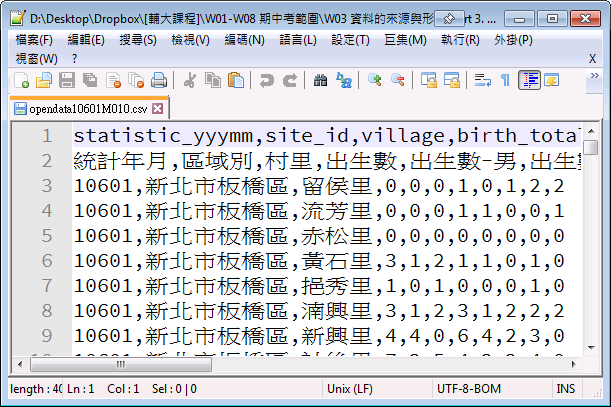 D:\Desktop\Dropbox\[輔大課程]\W01-W08 期中考範圍\W03 資料的來源與形 art 3. ...
檔案(F) 編輯(E) 搜尋(S) 檢視(V) 編碼(N) 語言(L) 設定(T) 巨集(M) 執行(R) 外掛(P)
視窗(W) ? X
opendata10601M010.csv
1 statistic_yyymm,site_id,village,birth_total
2 統計年月,區域別,村里,出生數,出生數-男,出生數
3 10601,新北市板橋區,留侯里,0,0,0,1,0,1,2,2
4 10601,新北市板橋區,流芳里,0,0,0,1,1,0,0,1
5 10601,新北市板橋區,赤松里,0,0,0,0,0,0,0,0
6 10601,新北市板橋區,黃石里,3,1,2,1,1,0,1,0
7 10601,新北市板橋區,挹秀里,1,0,1,0,0,0,1,0
8 10601,新北市板橋區,湳興里,3,1,2,3,1,2,2,2
9 10601,新北市板橋區,新興里,4,4,0,6,4,2,3,0
10601,新北市板橋區
length : 40 Ln : 1 Col : 1 Sel : 0 | 0 Unix (LF) UTF-8-BOM INS